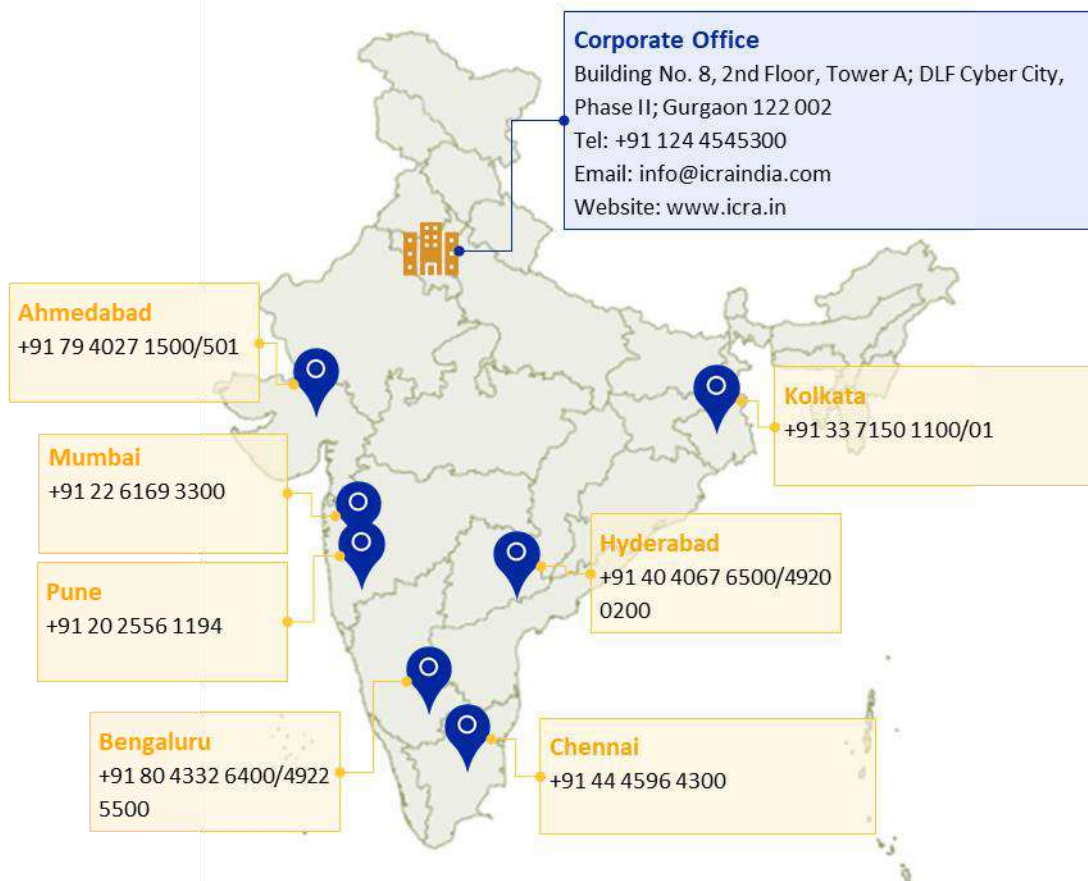 Corporate Office
Building No. 8, 2nd Floor, Tower A; DLF Cyber City,
Phase II; Gurgaon 122 002
Tel: +91 124 4545300
Email: info@icraindia.com
Website: www.icra.in
Ahmedabad
+91 79 4027 1500/501
Kolkata
+91 33 7150 1100/01
Mumbai
+91 22 6169 3300
Hyderabad
+91 40 4067 6500/4920
0200
Pune
+91 20 2556 1194
Bengaluru
+91 80 4332 6400/4922
5500
Chennai
+91 44 4596 4300